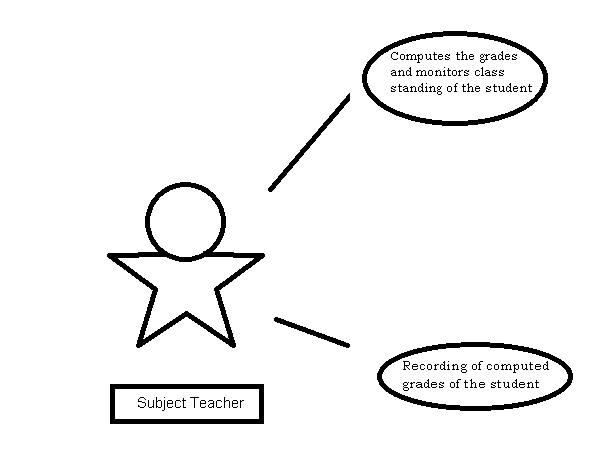 Computes the grades
and monitors class
standing of the student
Recording of computed
grades of the student
Subject Teacher